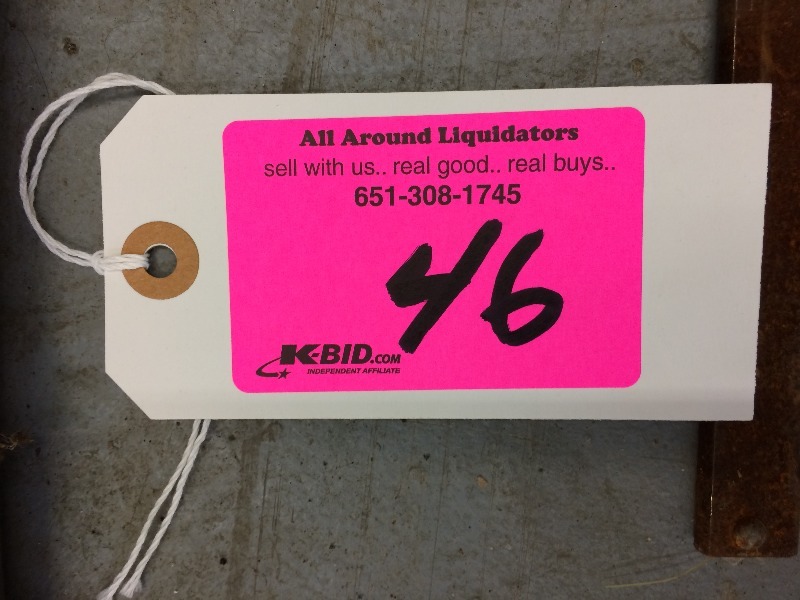 All Around Liquidators
sell with us.. real good.. real buys..
651-308-1745
46
K-BID.COM
INDEPENDENT AFFILIATE